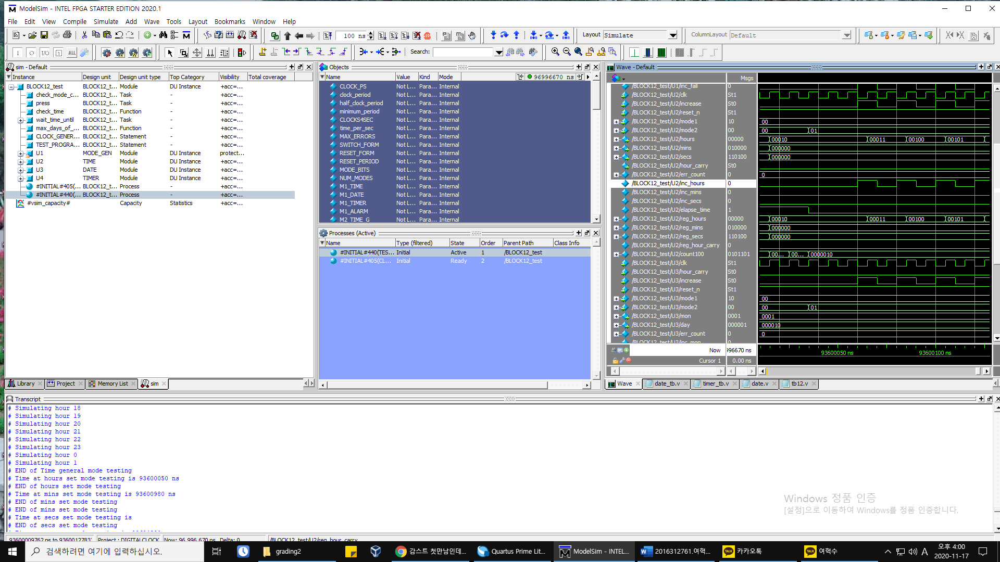 ModelSim - INTEL FPGA STARTER EDITION 2020.1
File Edit View Compile Simulate Add Wave Tools Layout Bookmarks Window Help
100 ns
Layout Simulate
ColumnLayout Default
Search:
sim - Default
Instance Design unit Design unit type Top Category Visibility Total coverage
BLOCK12_test BLOCK12_t... Module DU Instance +acc=...
check_mode_c... BLOCK12_t... Task - +acc=...
press BLOCK12_t... Task - +acc=...
check_time BLOCK12_t... Function - +acc=...
wait_time_until BLOCK12_t... Task - +acc=...
max_days_of_... BLOCK12_t... Function - +acc=...
CLOCK_GENER... BLOCK12_t... Statement - +acc=...
TEST_PROGRA... BLOCK12_t... Statement - +acc=...
U1 MODE_GEN Module DU Instance protect...
U2 TIME Module DU Instance +acc=...
U3 DATE Module DU Instance +acc=...
U4 TIMER Module DU Instance +acc=...
#INITIAL#405(... BLOCK12_t... Process - +acc=...
#INITIAL#440(... BLOCK12_t... Process - +acc=...
#vsim_capacity# Capacity Statistics +acc=...
Library Project Memory List sim
Objects
Name Value Kind Mode 96996670 ns
CLOCK_PS Not L... Para... Internal
clock_period Not L... Para... Internal
half_clock_period Not L... Para... Internal
minimum_period Not L... Para... Internal
CLOCKS4SEC Not L... Para... Internal
time_per_sec Not L... Para... Internal
MAX_ERRORS Not L... Para... Internal
SWITCH_FORM Not L... Para... Internal
RESET_FORM Not L... Para... Internal
RESET_PERIOD Not L... Para... Internal
MODE_BITS Not L... Para... Internal
NUM_MODES Not L... Para... Internal
M1_TIME Not L... Para... Internal
M1_DATE Not L... Para... Internal
M1_TIMER Not L... Para... Internal
M1_ALARM Not L... Para... Internal
M2_TIME_G Not L... Para... Internal
Processes (Active)
Name Type (filtered) State Order Parent Path Class Info
#INITIAL#440(TES... Initial Active 1 /BLOCK12_test
#INITIAL#405(CL... Initial Ready 2 /BLOCK12_test
Wave - Default
Msgs
/BLOCK12_test/U1/inc_fall 0
/BLOCK12_test/U2/clk St1
/BLOCK12_test/U2/increase St0
/BLOCK12_test/U2/reset_n St1
/BLOCK12_test/U2/mode1 10 00
/BLOCK12_test/U2/mode2 00 00 01
/BLOCK12_test/U2/hours 00000 00010 00011 00100 00101
/BLOCK12_test/U2/mins 010000 000000
/BLOCK12_test/U2/secs 110100 000000
/BLOCK12_test/U2/hour_carry St0
/BLOCK12_test/U2/err_count 0 0
/BLOCK12_test/U2/inc_hours 0
/BLOCK12_test/U2/inc_mins 0
/BLOCK12_test/U2/inc_secs 0
/BLOCK12_test/U2/elapse_time 1
/BLOCK12_test/U2/reg_hours 00000 00010 00011 00100 00101
/BLOCK12_test/U2/reg_mins 010000 000000
/BLOCK12_test/U2/reg_secs 110100 000000
/BLOCK12_test/U2/reg_hour_carry 0
/BLOCK12_test/U2/count100 0101101 00... 00... 0000010
/BLOCK12_test/U3/clk St1
/BLOCK12_test/U3/hour_carry St0
/BLOCK12_test/U3/increase St0
/BLOCK12_test/U3/reset_n St1
/BLOCK12_test/U3/mode1 10 00
/BLOCK12_test/U3/mode2 00 00 01
/BLOCK12_test/U3/mon 0001 0001
/BLOCK12_test/U3/day 000001 000010
/BLOCK12_test/U3/err_count 0 0
/BLOCK12_test/U3/inc_mon 0
Now 996670 ns 93600050 ns 93600100 ns
Cursor 1 0.00 ns
Wave date_tb.v timer_tb.v date.v tb12.v
Transcript
# Simulating hour 18
# Simulating hour 19
# Simulating hour 20
# Simulating hour 21
# Simulating hour 22
# Simulating hour 23
# Simulating hour 0
# Simulating hour 1
# END of Time general mode testing
# Time at hours set mode testing is 93600050 ns
# END of hours set mode testing
# Time at mins set mode testing is 93600980 ns
# END of mins set mode testing
# END of mins set mode testing
# Time at secs set mode testing is
# END of secs set mode testing
Windows 정품 인증
[설정]으로 이동하여 Windows를 정품 인증합니다.
Project : DIGITALCLOCK Now: 96,996,670 ns Delta: 0 /BLOCK12_test/U2/reg_hour_carry
검색하려면 여기에 입력하십시오.
grading2
감스트 첫만남인데...
Quartus Prime Lit...
ModelSim - INTEL...
2016312761.여혁...
카카오톡
여혁수
A
오후 4:00
2020-11-17